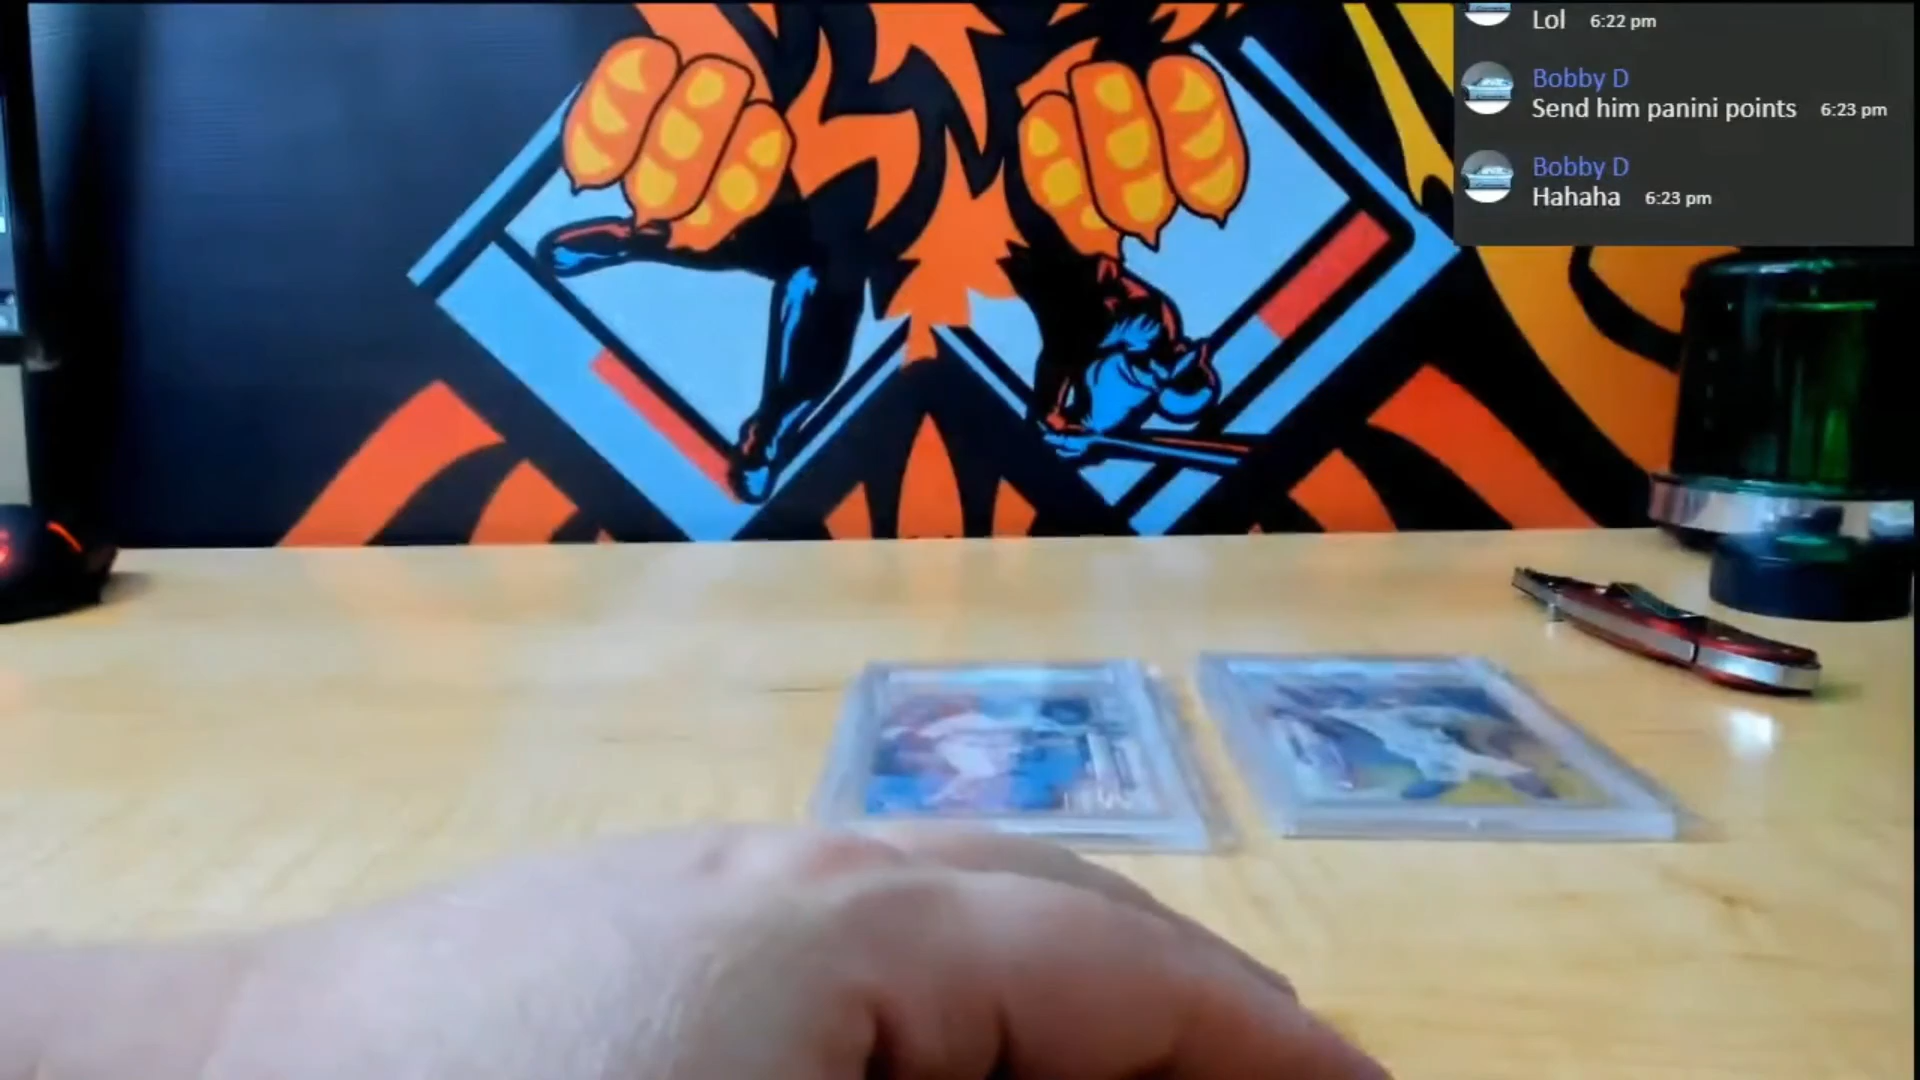 Lol 6:22 pm
Bobby D
Send him panini points 6:23 pm
Bobby D
Hahaha 6:23 pm